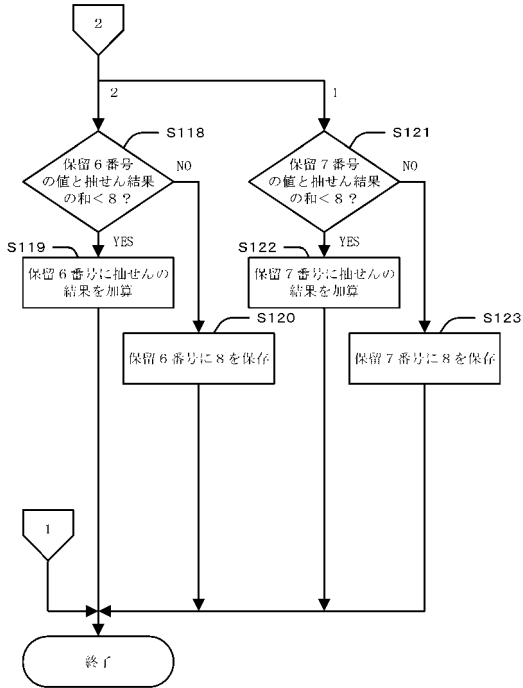 2
2
1
S118
保留６番号
の値と抽せん結果
の和＜８？
NO
YES
S121
保留７番号
の値と抽せん結果
の和＜８？
NO
YES
S119
保留６番号に抽せんの
結果を加算
S122
保留７番号に抽せんの
結果を加算
S120
保留６番号に８を保存
S123
保留７番号に８を保存
1
終了